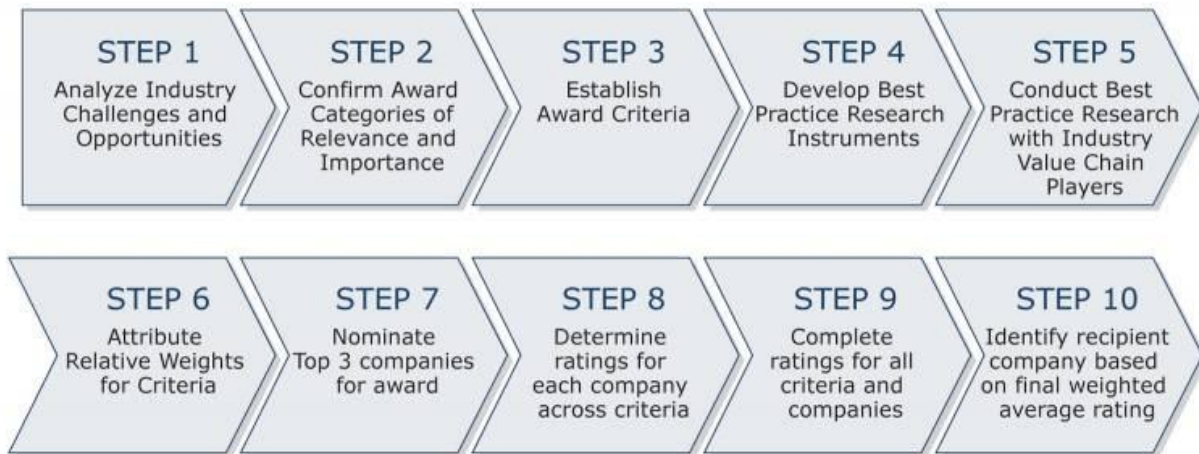 STEP 1
Analyze Industry
Challenges and
Opportunities
STEP 2
Confirm Award
Categories of
Relevance and
Importance
STEP 3
Establish
Award Criteria
STEP 4
Develop Best
Practice Research
Instruments
STEP 5
Conduct Best
Practice Research
with Industry
Value Chain
Players
STEP 6
Attribute
Relative Weights
for Criteria
STEP 7
Nominate
Top 3 companies
for award
STEP 8
Determine
ratings for
each company
across criteria
STEP 9
Complete
ratings for all
criteria and
companies
STEP 10
Identify recipient
company based
on final weighted
average rating